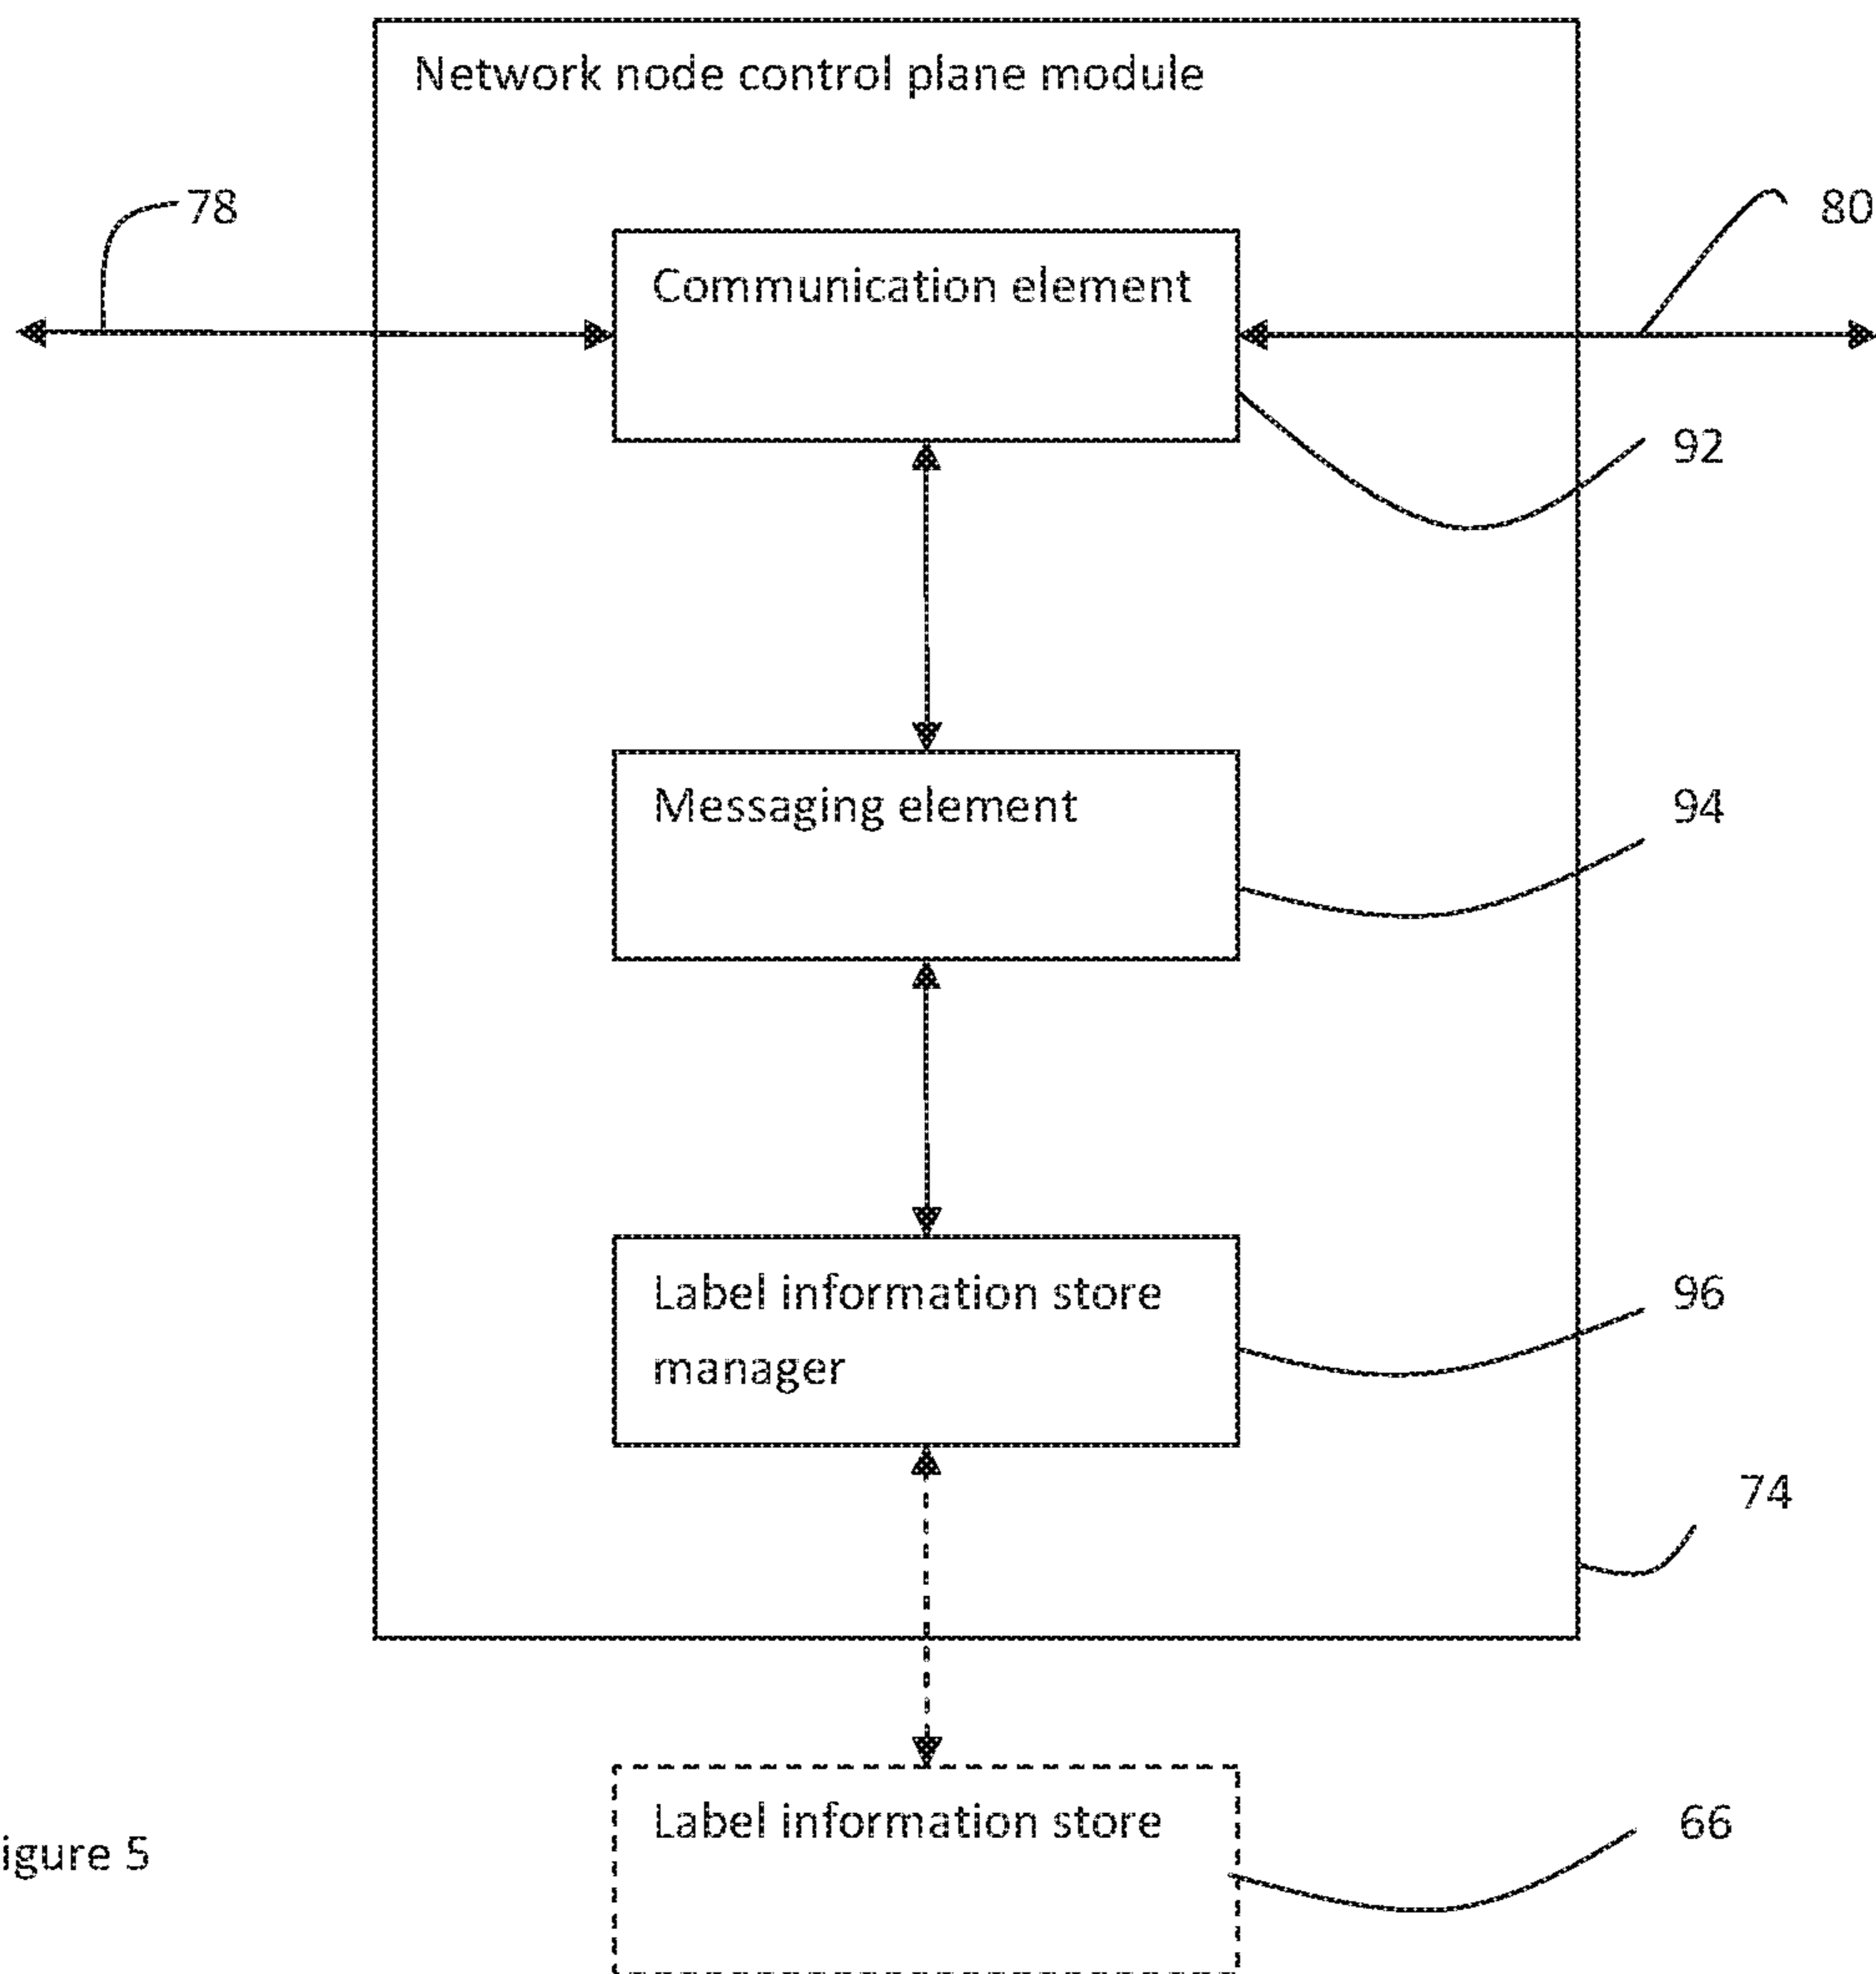 Network node control plane module
78
80
Communication element
92
Messaging element
94
Label information store
manager
96
74
Label information store
66
igure 5